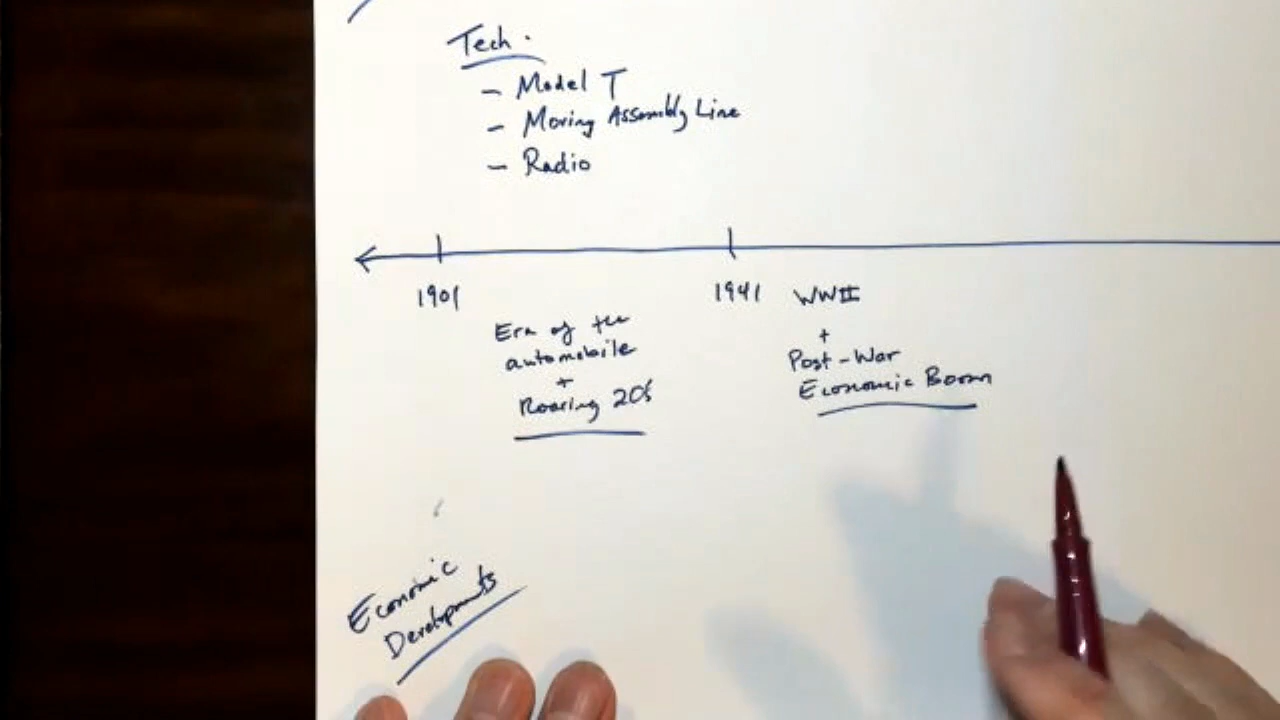 Tech.
- Model T
- Moving Assembly Line
- Radio
1901
1941
WWII
+
Post-War
Economic Boom
Era of the
automobile
+
Roaring 20s
Economic
Developments